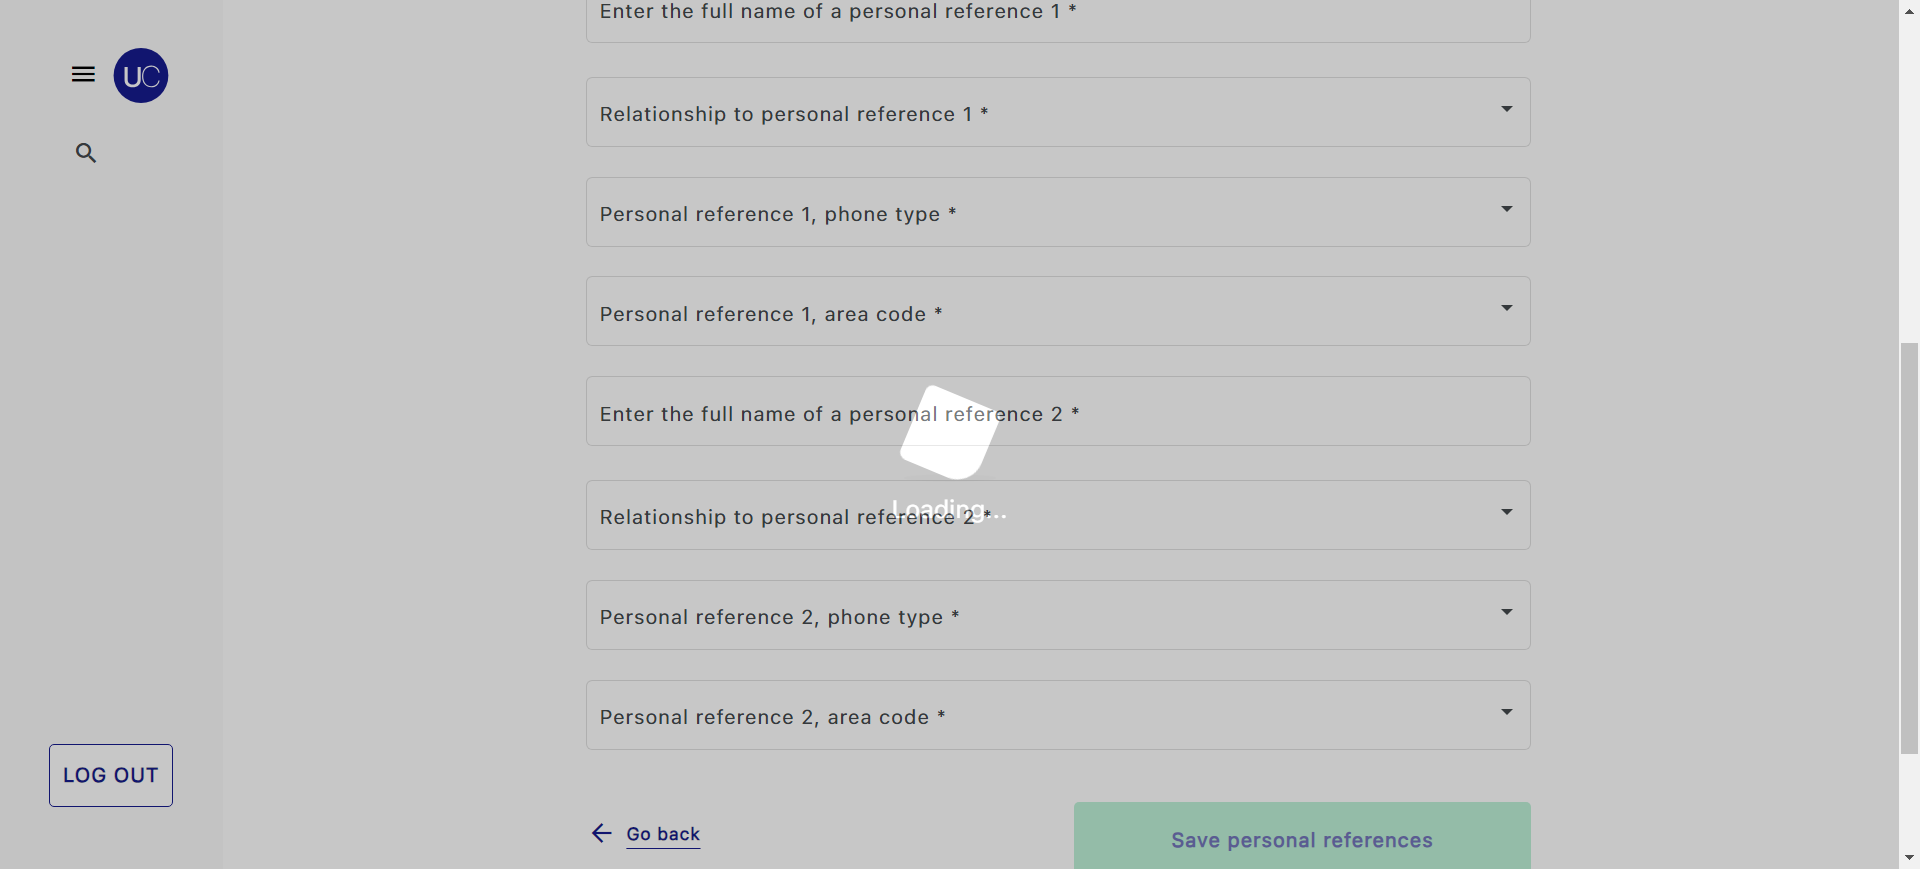 Enter the full name of a personal reference 1 *
UC
Relationship to personal reference 1 *
Personal reference 1, phone type *
Personal reference 1, area code *
Enter the full name of a personal reference 2 *
Loading...
Relationship to personal reference 2 *
Personal reference 2, phone type *
Personal reference 2, area code *
LOG OUT
Go back
Save personal references